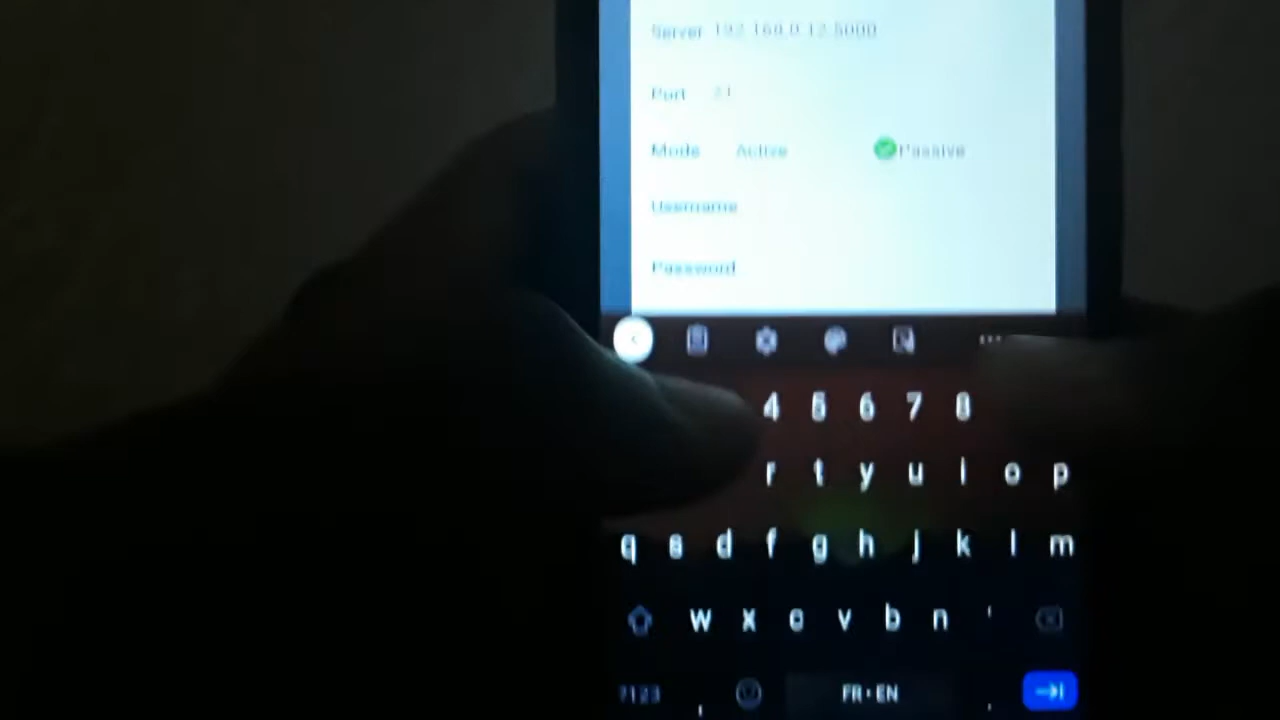 Server 192.168.0.12:5000
Port 21
Mode Active Passive
Username
Password
4 5 6 7 8
r t y u i o p
q s d f g h j k l m
w x c v b n '
?123 , FR • EN .